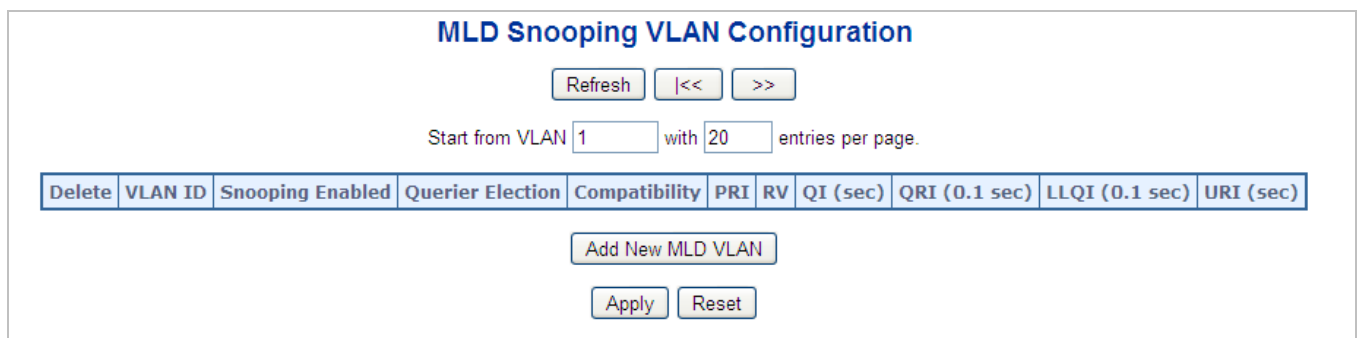 MLD Snooping VLAN Configuration
Refresh |<< >>
Start from VLAN 1 with 20 entries per page.
Delete VLAN ID Snooping Enabled Querier Election Compatibility PRI RV QI (sec) QRI (0.1 sec) LLQI (0.1 sec) URI (sec)
Add New MLD VLAN
Apply Reset